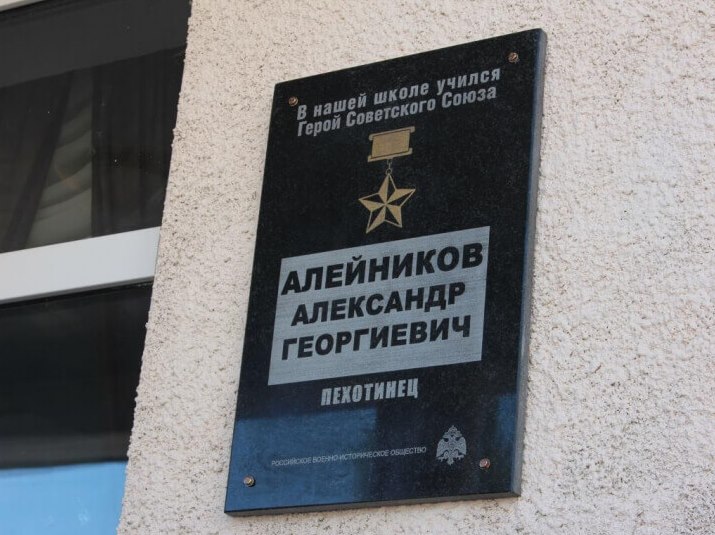 В нашей школе учился
Герой Советского Союза
АЛЕЙНИКОВ
АЛЕКСАНДР
ГЕОРГИЕВИЧ
ПЕХОТИНЕЦ
РОССИЙСКОЕ ВОЕННО-ИСТОРИЧЕСКОЕ ОБЩЕСТВО